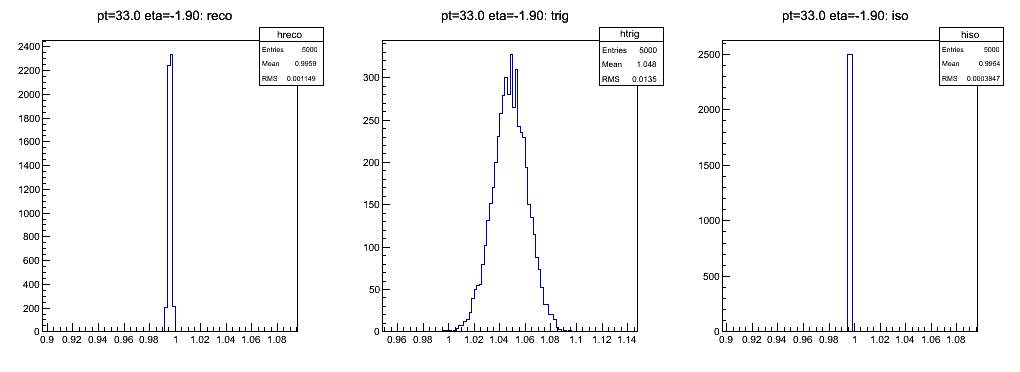 pt=33.0 eta=-1.90: reco
hreco
Entries 5000
Mean 0.9959
RMS 0.001149
2400
2200
2000
1800
1600
1400
1200
1000
800
600
400
200
0
0.9 0.92 0.94 0.96 0.98 1 1.02 1.04 1.06 1.08
pt=33.0 eta=-1.90: trig
htrig
Entries 5000
Mean 1.048
RMS 0.0135
300
250
200
150
100
50
0
0.96 0.98 1 1.02 1.04 1.06 1.08 1.1 1.12 1.14
pt=33.0 eta=-1.90: iso
hiso
Entries 5000
Mean 0.9964
RMS 0.0003847
2500
2000
1500
1000
500
0
0.9 0.92 0.94 0.96 0.98 1 1.02 1.04 1.06 1.08